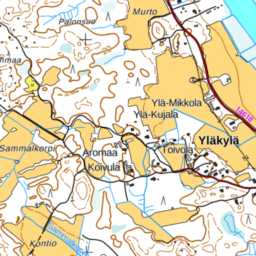 Palonsuo
Murto
Ylä-Mikkola
Ylä-Kujala
Yläkylä
Sammalkorpi
Aromaa
Toivola
Koivula
Kontio